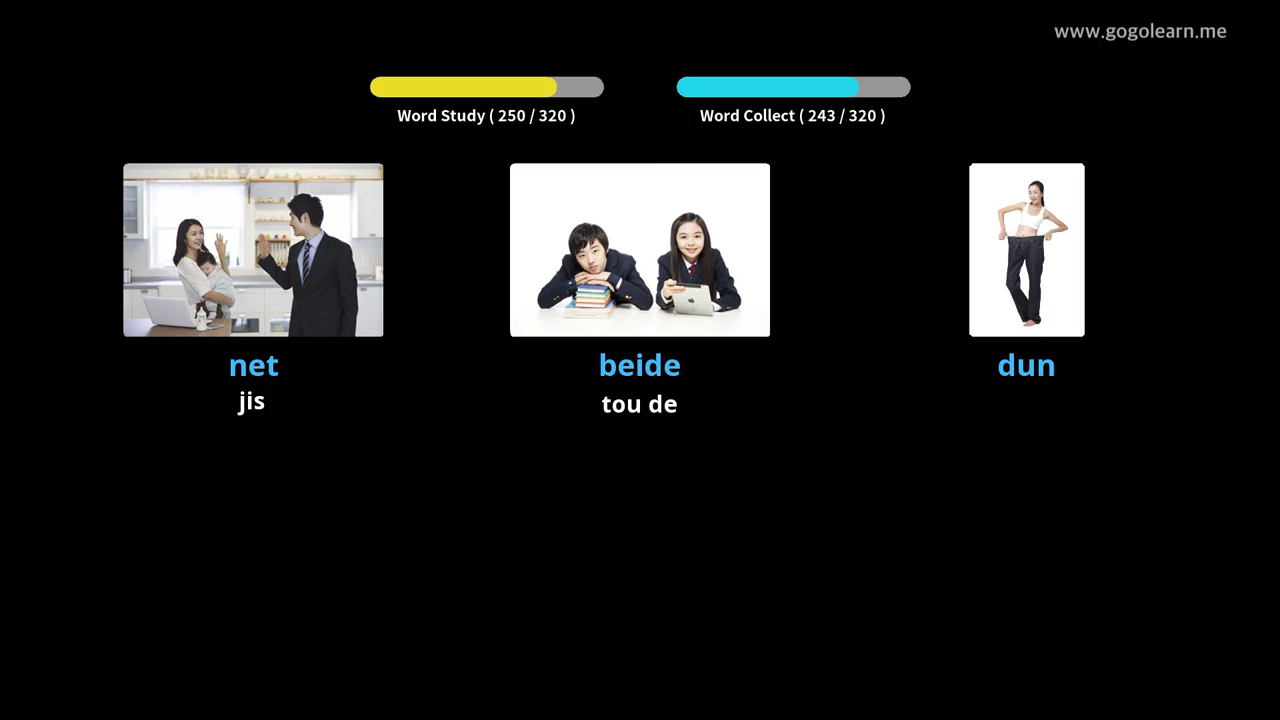 www.gogolearn.me
Word Study ( 250 / 320 )
Word Collect ( 243 / 320 )
net
jis
beide
tou de
dun